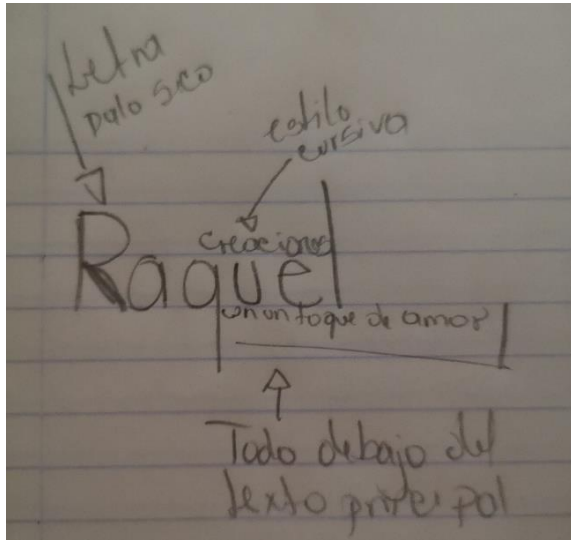 Letra
palo seco
estilo
cursiva
creaciones
Raquel
con un toque de amor
Todo debajo del
texto principal